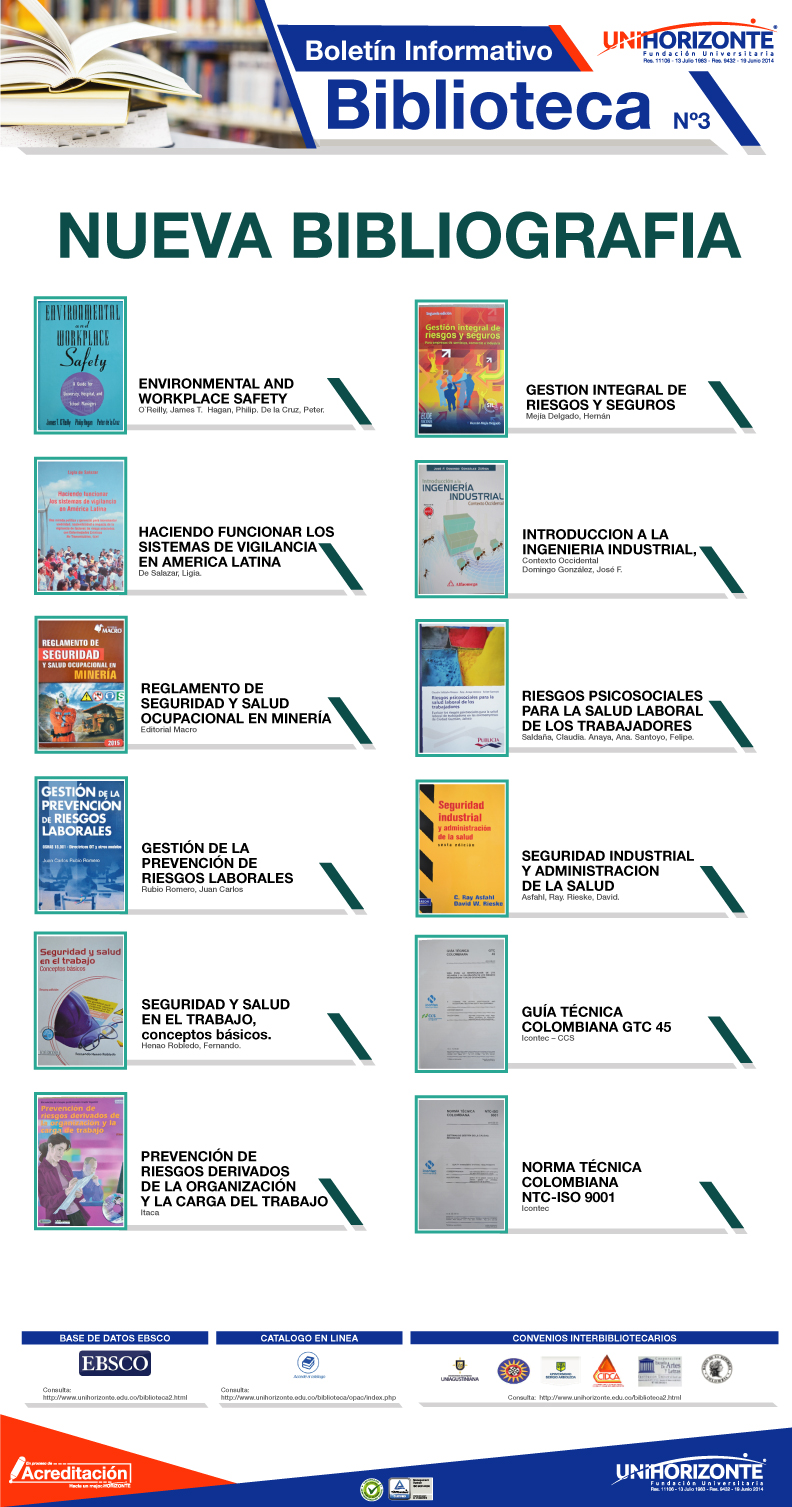 Boletín Informativo
Biblioteca Nº3
UNIHORIZONTE®
Fundación Universitaria
Res. 11106 - 13 Julio 1983 - Res. 9432 - 19 Junio 2014
NUEVA BIBLIOGRAFIA
ENVIRONMENTAL
and
WORKPLACE
Safety
A Guide for
James T. O'Reilly Philip Hagan Peter de la Cruz
ENVIRONMENTAL AND
WORKPLACE SAFETY
O´Reilly, James T. Hagan, Philip. De la Cruz, Peter.
Gestión integral de
riesgos y seguros
Hernán Mejía Delgado
GESTION INTEGRAL DE
RIESGOS Y SEGUROS
Mejía Delgado, Hernán
Ligia de Salazar
Haciendo funcionar
los sistemas de vigilancia
en América Latina
HACIENDO FUNCIONAR LOS
SISTEMAS DE VIGILANCIA
EN AMERICA LATINA
De Salazar, Ligia.
Introducción a la
INGENIERÍA
INDUSTRIAL
Contexto Occidental
Alfaomega
INTRODUCCION A LA
INGENIERIA INDUSTRIAL,
Contexto Occidental
Domingo González, José F.
MACRO
REGLAMENTO DE
SEGURIDAD
Y SALUD OCUPACIONAL EN
MINERÍA
2015
REGLAMENTO DE
SEGURIDAD Y SALUD
OCUPACIONAL EN MINERÍA
Editorial Macro
Riesgos psicosociales para la
salud laboral de los
trabajadores
RIESGOS PSICOSOCIALES
PARA LA SALUD LABORAL
DE LOS TRABAJADORES
Saldaña, Claudia. Anaya, Ana. Santoyo, Felipe.
GESTIÓN DE LA
PREVENCIÓN
DE RIESGOS
LABORALES
Juan Carlos Rubio Romero
GESTIÓN DE LA
PREVENCIÓN DE
RIESGOS LABORALES
Rubio Romero, Juan Carlos
Seguridad
industrial
y administración
de la salud
sexta edición
C. Ray Asfahl
David W. Rieske
SEGURIDAD INDUSTRIAL
Y ADMINISTRACION
DE LA SALUD
Asfahl, Ray. Rieske, David.
Seguridad y salud
en el trabajo
Conceptos básicos
Fernando Henao Robledo
SEGURIDAD Y SALUD
EN EL TRABAJO,
conceptos básicos.
Henao Robledo, Fernando.
GUÍA TÉCNICA
COLOMBIANA
GTC
45
GUÍA TÉCNICA
COLOMBIANA GTC 45
Icontec – CCS
Prevención de
riesgos derivados de
la organización y la
carga de trabajo
PREVENCIÓN DE
RIESGOS DERIVADOS
DE LA ORGANIZACIÓN
Y LA CARGA DEL TRABAJO
Itaca
NORMA TÉCNICA
COLOMBIANA
NTC-ISO
9001
NORMA TÉCNICA
COLOMBIANA
NTC-ISO 9001
Icontec
BASE DE DATOS EBSCO
EBSCO
Consulta:
http://www.unihorizonte.edu.co/biblioteca2.html
CATALOGO EN LINEA
Consulta:
http://www.unihorizonte.edu.co/biblioteca/opac/index.php
CONVENIOS INTERBIBLIOTECARIOS
UNIAGUSTINIANA
CIDCA
Consulta: http://www.unihorizonte.edu.co/biblioteca2.html
En proceso de
Acreditación
Hacia un mejor HORIZONTE
UNIHORIZONTE®
Fundación Universitaria
Res. 11106 - 13 Julio 1983 - Res. 9432 - 19 Junio 2014